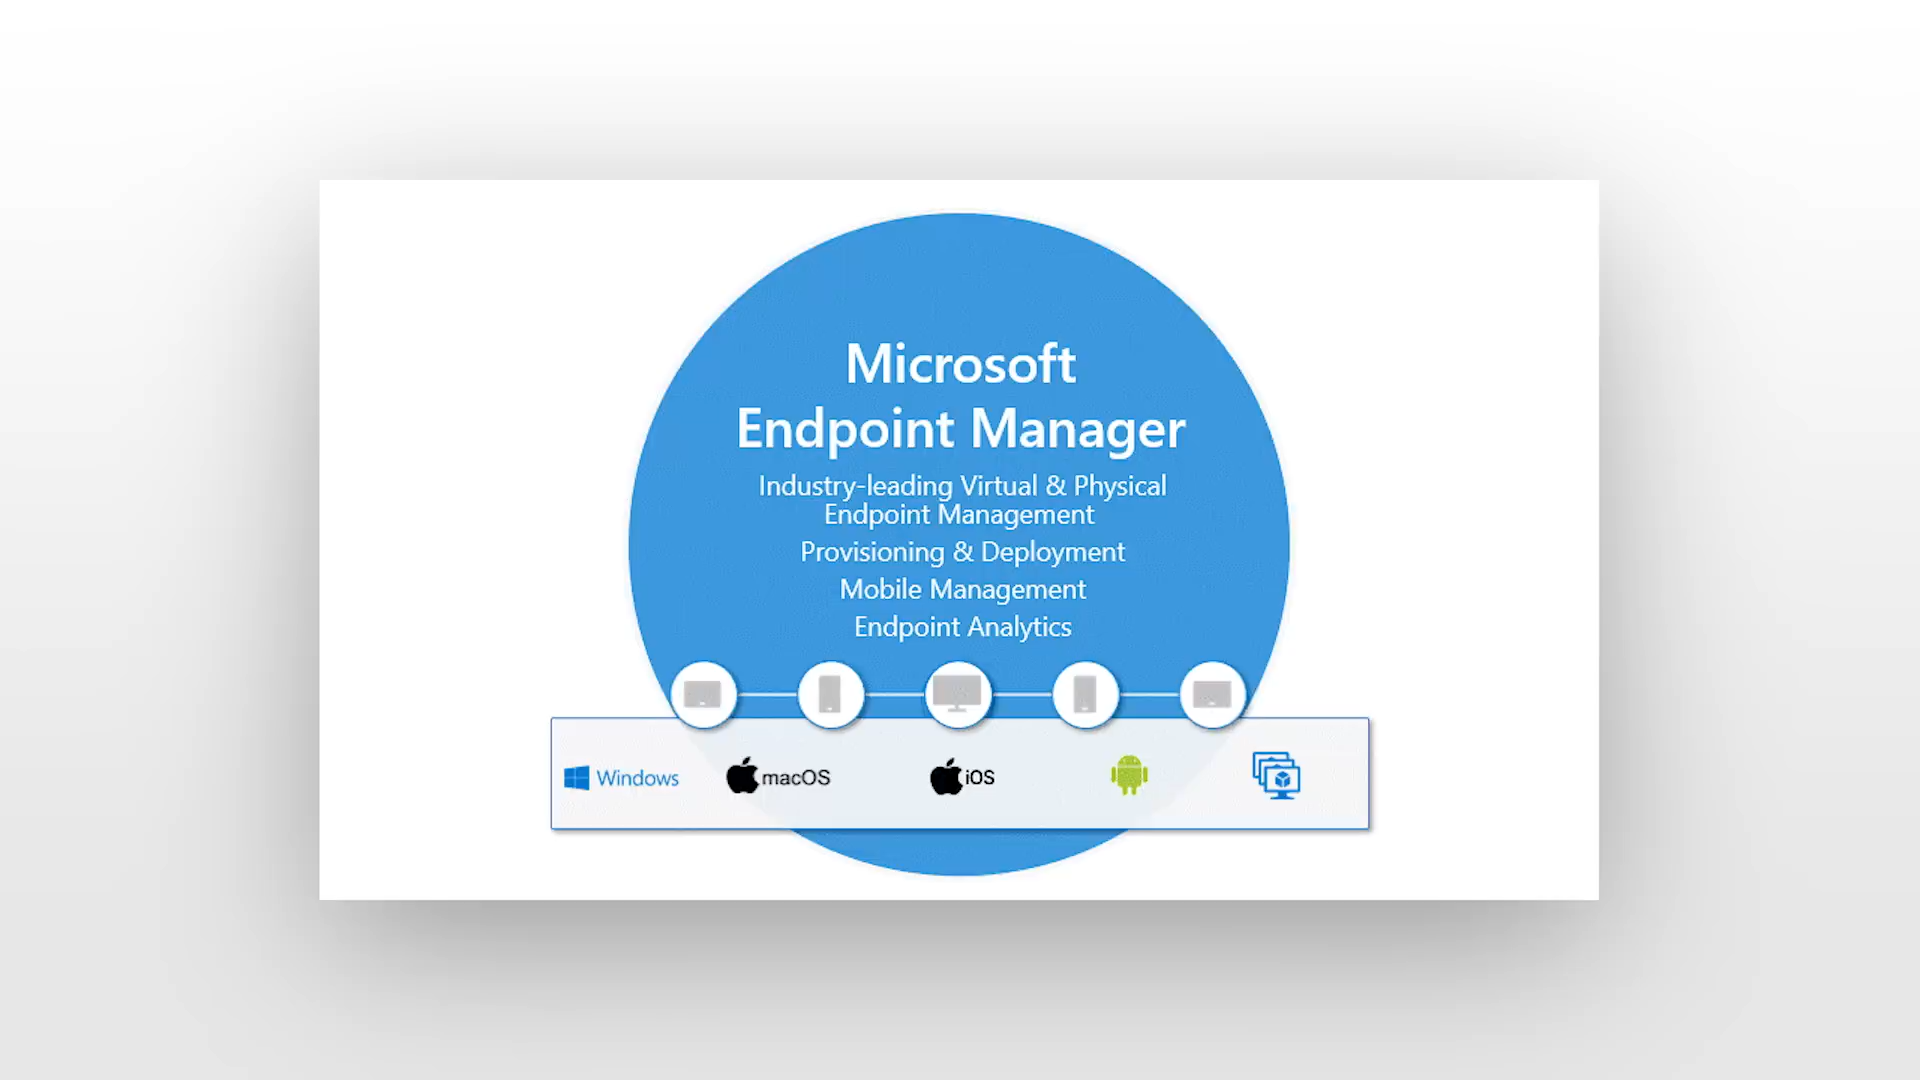 Microsoft
Endpoint Manager
Industry-leading Virtual & Physical
Endpoint Management
Provisioning & Deployment
Mobile Management
Endpoint Analytics
Windows
macOS
iOS